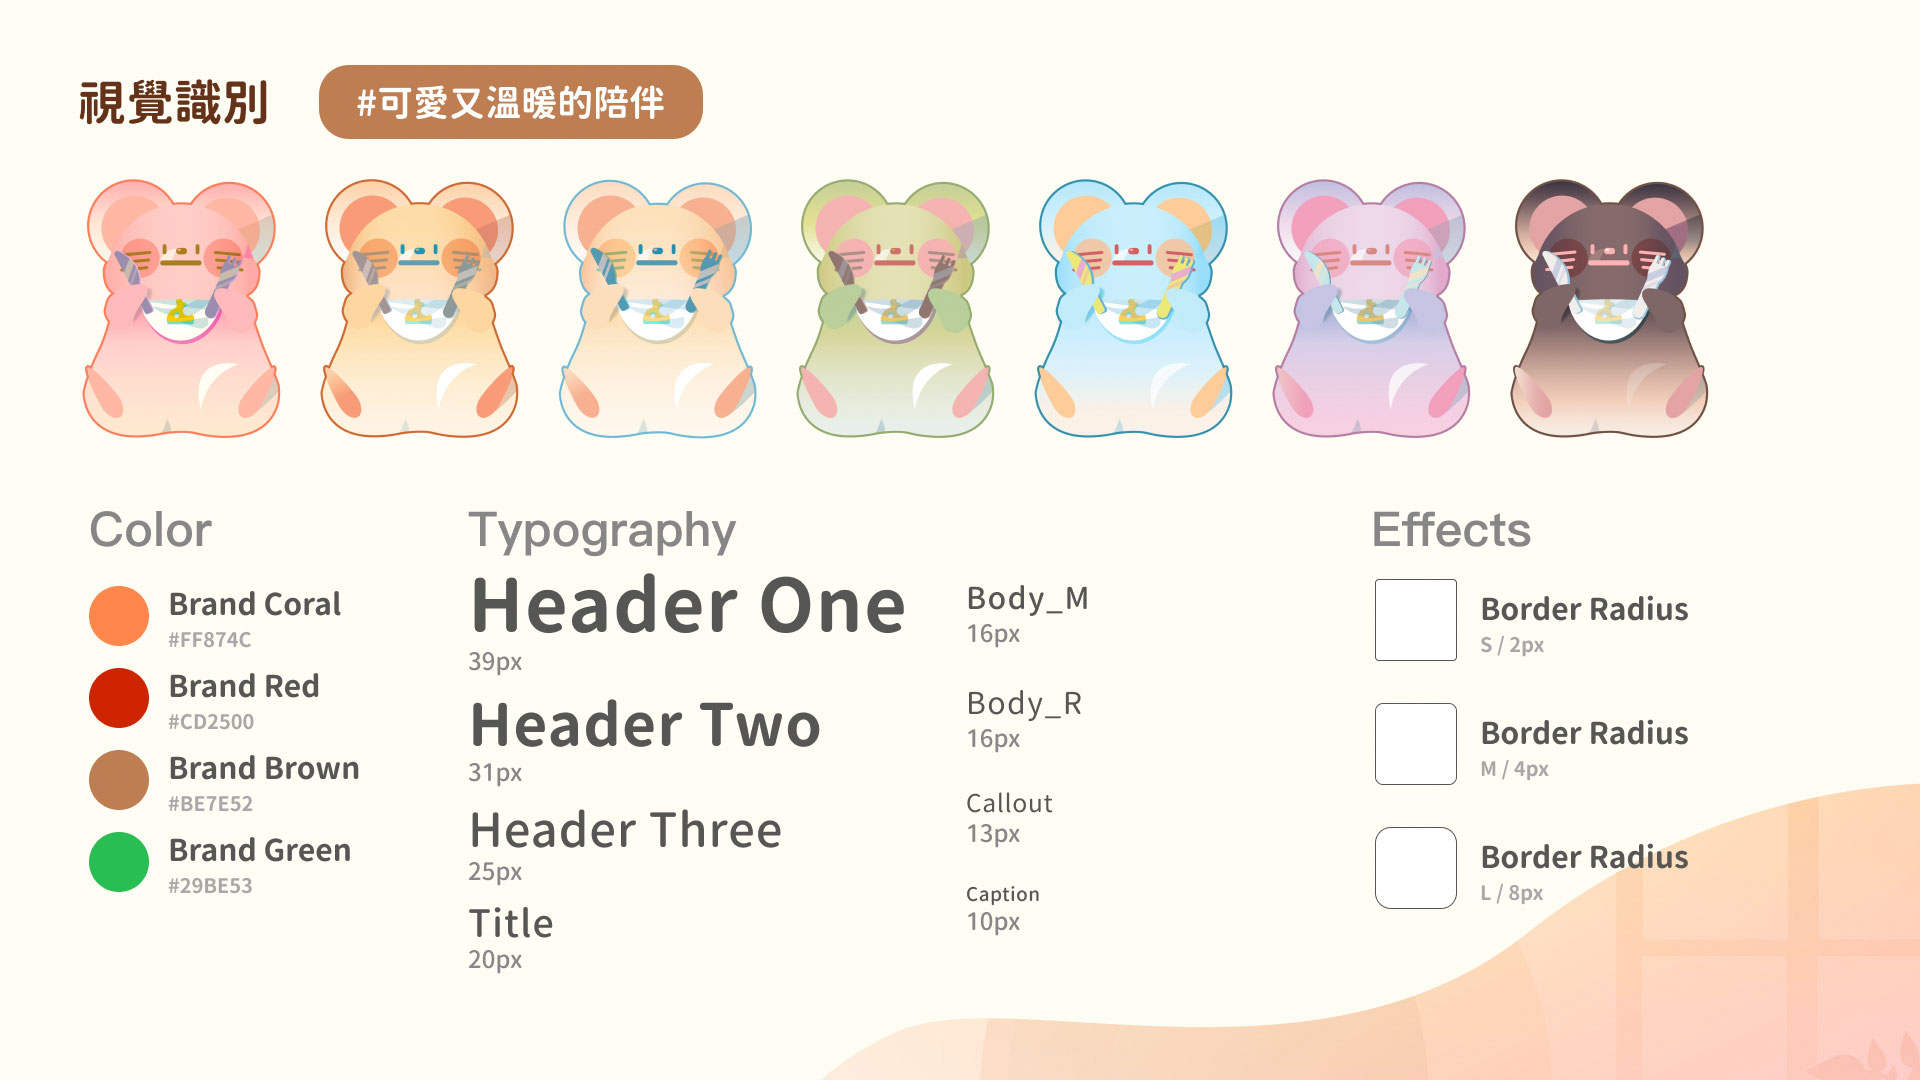 視覺識別
#可愛又溫暖的陪伴
Color
Brand Coral
#FF874C
Brand Red
#CD2500
Brand Brown
#BE7E52
Brand Green
#29BE53
Typography
Header One
39px
Header Two
31px
Header Three
25px
Title
20px
Body_M
16px
Body_R
16px
Callout
13px
Caption
10px
Effects
Border Radius
S / 2px
Border Radius
M / 4px
Border Radius
L / 8px